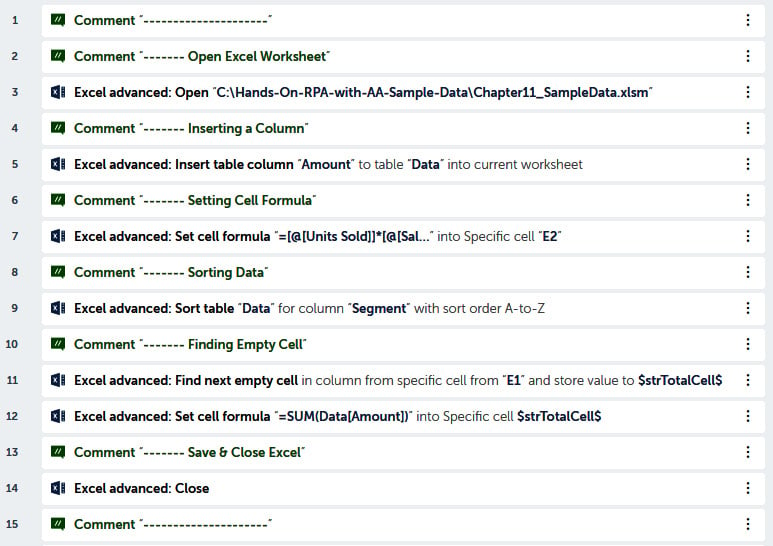 1 Comment "---------------------"
2 Comment "------- Open Excel Worksheet"
3 Excel advanced: Open "C:\Hands-On-RPA-with-AA-Sample-Data\Chapter11_SampleData.xlsm"
4 Comment "------- Inserting a Column"
5 Excel advanced: Insert table column "Amount" to table "Data" into current worksheet
6 Comment "------- Setting Cell Formula"
7 Excel advanced: Set cell formula "=[@[Units Sold]]*[@[Sal..." into Specific cell "E2"
8 Comment "------- Sorting Data"
9 Excel advanced: Sort table "Data" for column "Segment" with sort order A-to-Z
10 Comment "------- Finding Empty Cell"
11 Excel advanced: Find next empty cell in column from specific cell from "E1" and store value to $strTotalCell$
12 Excel advanced: Set cell formula "=SUM(Data[Amount])" into Specific cell $strTotalCell$
13 Comment "------- Save & Close Excel"
14 Excel advanced: Close
15 Comment "---------------------"